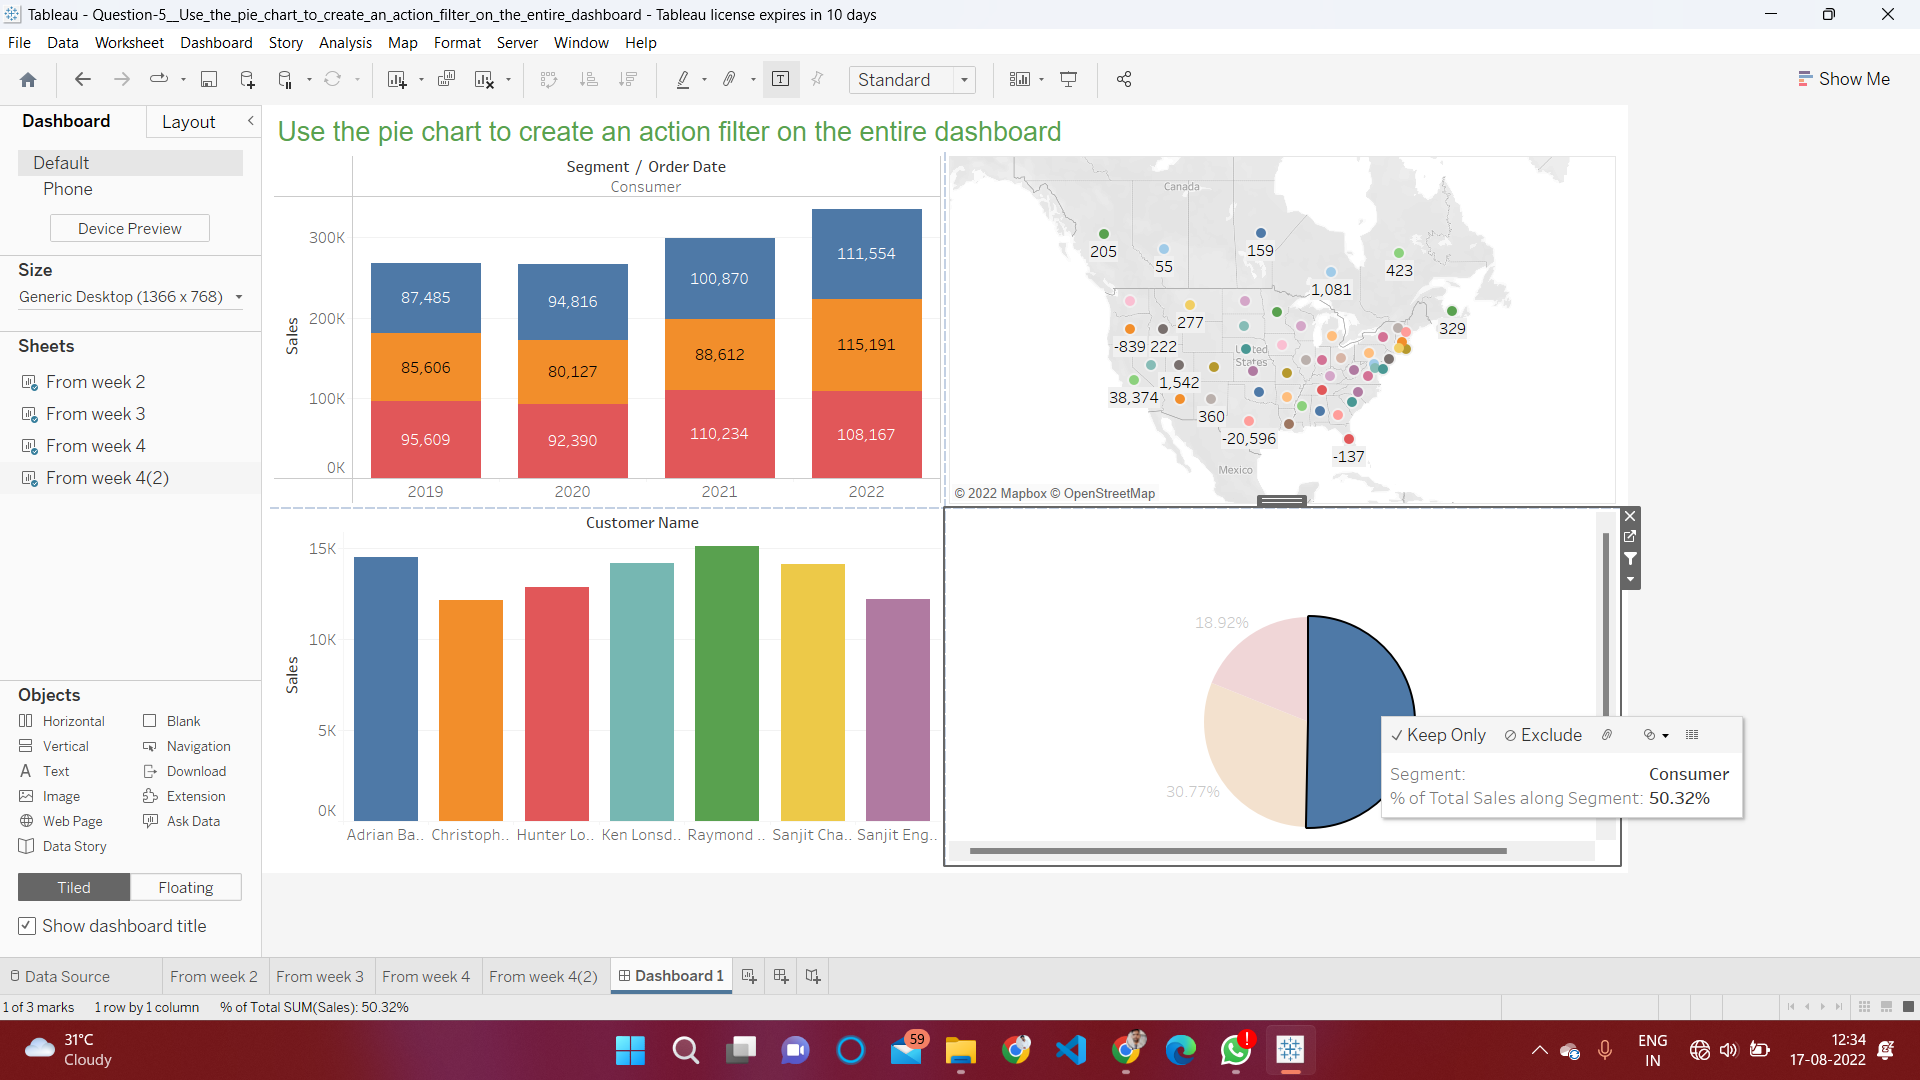 Tableau - Question-5__Use_the_pie_chart_to_create_an_action_filter_on_the_entire_dashboard - Tableau license expires in 10 days
File Data Worksheet Dashboard Story Analysis Map Format Server Window Help
Standard
Show Me
Dashboard Layout
Default
Phone
Device Preview
Size
Generic Desktop (1366 x 768)
Sheets
From week 2
From week 3
From week 4
From week 4(2)
Objects
Horizontal Blank
Vertical Navigation
Text Download
Image Extension
Web Page Ask Data
Data Story
Tiled Floating
Show dashboard title
Use the pie chart to create an action filter on the entire dashboard
Segment / Order Date
Consumer
Sales
300K
200K
100K
0K
87,485 94,816 100,870 111,554
85,606 80,127 88,612 115,191
95,609 92,390 110,234 108,167
2019 2020 2021 2022
Canada
205
55
159
423
1,081
277
329
-839 222
United States
1,542
38,374
360
-20,596
-137
Mexico
© 2022 Mapbox © OpenStreetMap
Customer Name
Sales
15K
10K
5K
0K
Adrian Ba.. Christoph.. Hunter Lo.. Ken Lonsd.. Raymond .. Sanjit Cha.. Sanjit Eng..
18.92%
30.77%
Keep Only Exclude
Segment: Consumer
% of Total Sales along Segment: 50.32%
Data Source From week 2 From week 3 From week 4 From week 4(2) Dashboard 1
1 of 3 marks 1 row by 1 column % of Total SUM(Sales): 50.32%
31°C
Cloudy
59
ENG
IN
12:34
17-08-2022